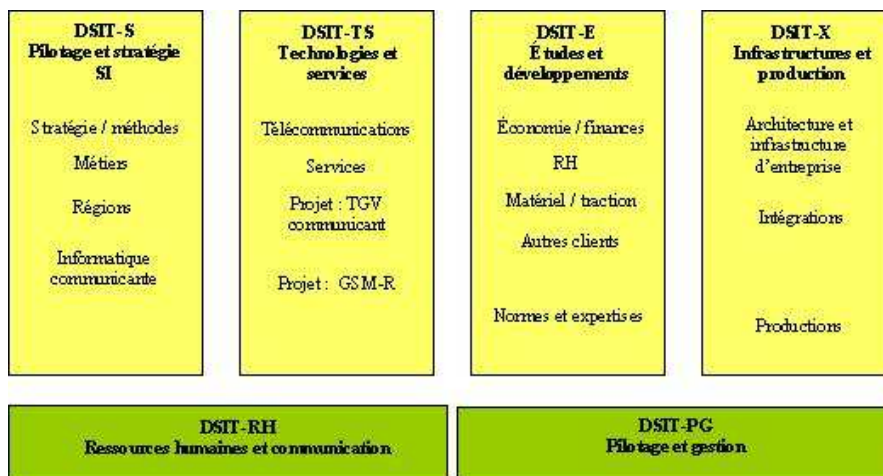 DSIT-S
Pilotage et stratégie
SI
Stratégie / méthodes
Métiers
Régions
Informatique
communicante
DSIT-TS
Technologies et
services
Télécommunications
Services
Projet : TGV
communicant
Projet : GSM-R
DSIT-E
Études et
développements
Économie / finances
RH
Matériel / traction
Autres clients
Normes et expertises
DSIT-X
Infrastructures et
production
Architecture et
infrastructure
d'entreprise
Intégrations
Productions
DSIT-RH
Ressources humaines et communication
DSIT-PG
Pilotage et gestion